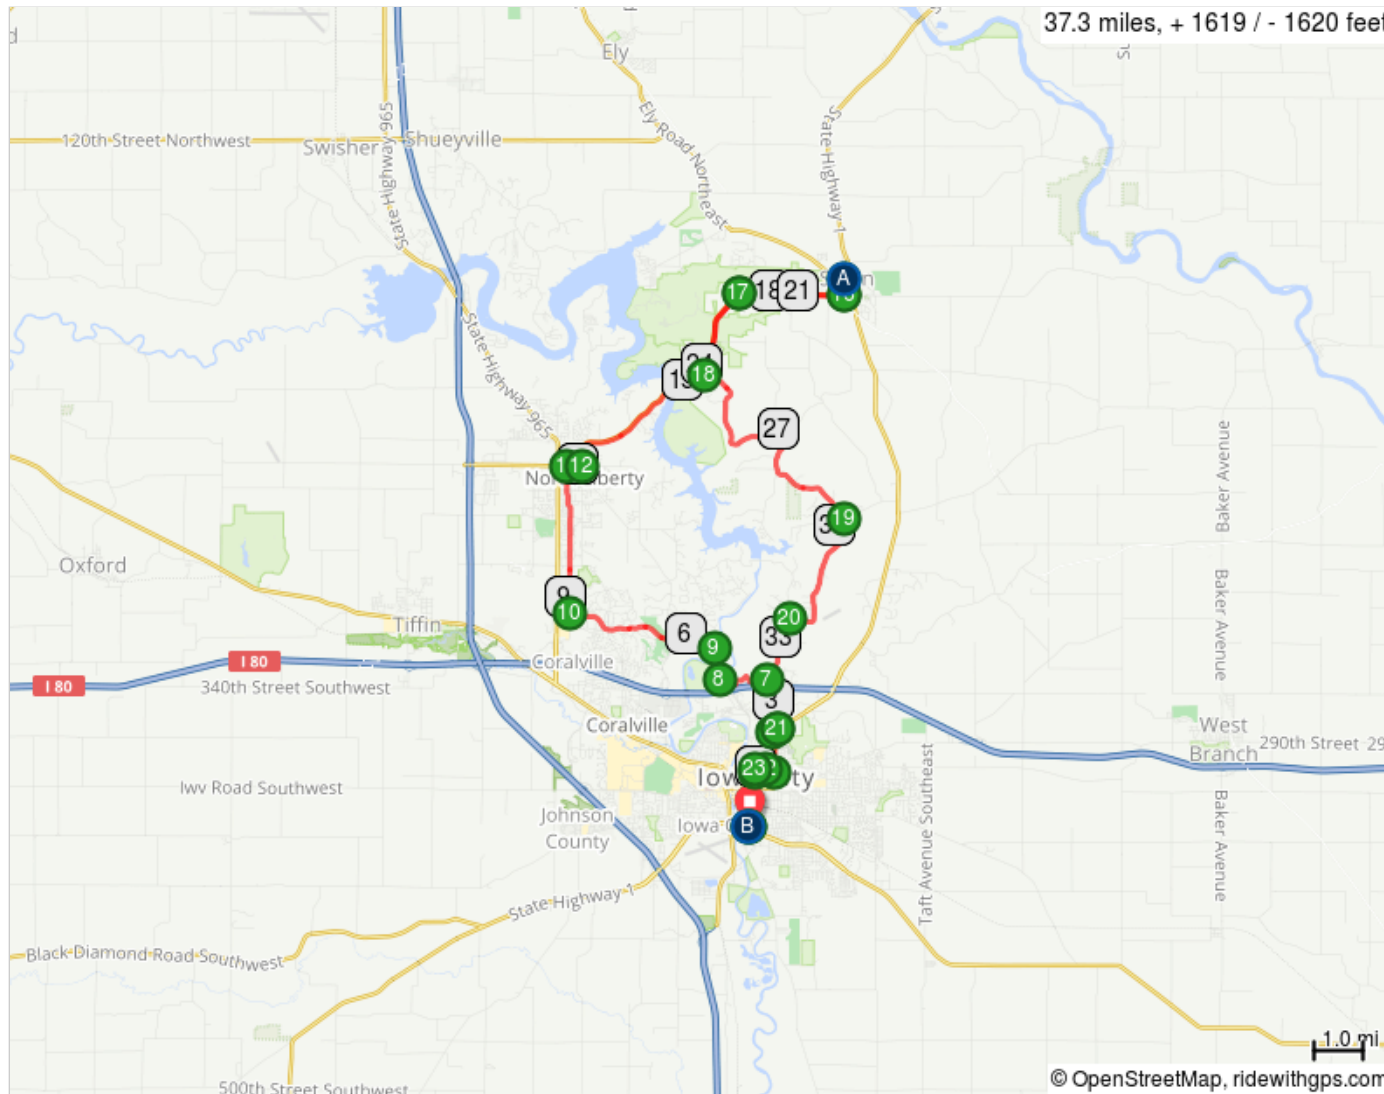 37.3 miles, + 1619 / - 1620 feet
Ely
120th Street Northwest
Swisher
Shueyville
State Highway 965
Ely Road Northeast
State Highway 1
A
17
21
18
State Highway 965
27
12
19
Baker Avenue
Oxford
9
10
Tiffin
6
20
33
9
Baker Avenue
I 80
Coralville
8
7
I 80
340th Street Southwest
3
Coralville
21
West
Branch
290th Street
23
Iwv Road Southwest
Johnson
County
B
Taft Avenue Southeast
Baker Avenue
State Highway 1
Black Diamond Road Southwest
1.0 mi
500th Street Southwest
© OpenStreetMap, ridewithgps.com